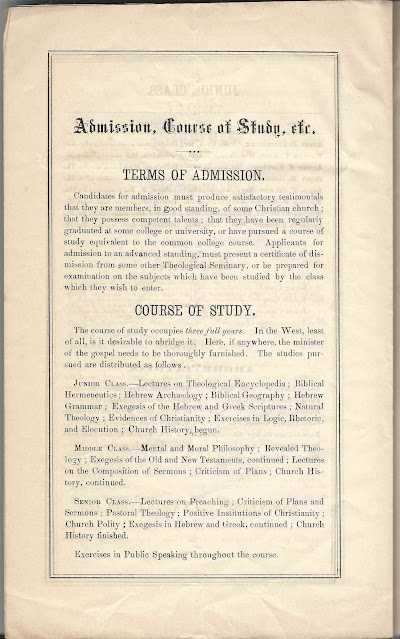 Admission, Course of Study, etc.
TERMS OF ADMISSION.
Candidates for admission must produce satisfactory testimonials
that they are members, in good standing, of some Christian church ;
that they possess competent talents ; that they have been regularly
graduated at some college or university, or have pursued a course of
study equivalent to the common college course. Applicants for
admission to an advanced standing, must present a certificate of dis-
mission from some other Theological Seminary, or be prepared for
examination on the subjects which have been studied by the class
which they wish to enter.
COURSE OF STUDY.
The course of study occupies three full years. In the West, least
of all, is it desirable to abridge it. Here, if anywhere, the minister
of the gospel needs to be thoroughly furnished. The studies pur-
sued are distributed as follows .
JUNIOR CLASS.—Lectures on Theological Encyclopedia ; Biblical
Hermeneutics ; Hebrew Archaeology ; Biblical Geography ; Hebrew
Grammar ; Exegesis of the Hebrew and Greek Scriptures ; Natural
Theology ; Evidences of Christianity ; Exercises in Logic, Rhetoric,
and Elocution ; Church History, begun.
MIDDLE CLASS.—Mental and Moral Philosophy ; Revealed Theo-
logy ; Exegesis of the Old and New Testaments, continued ; Lectures
on the Composition of Sermons ; Criticism of Plans ; Church His-
tory, continued.
SENIOR CLASS.—Lectures on Preaching ; Criticism of Plans and
Sermons ; Pastoral Theology ; Positive Institutions of Christianity ;
Church Polity ; Exegesis in Hebrew and Greek, continued ; Church
History finished.
Exercises in Public Speaking throughout the course.